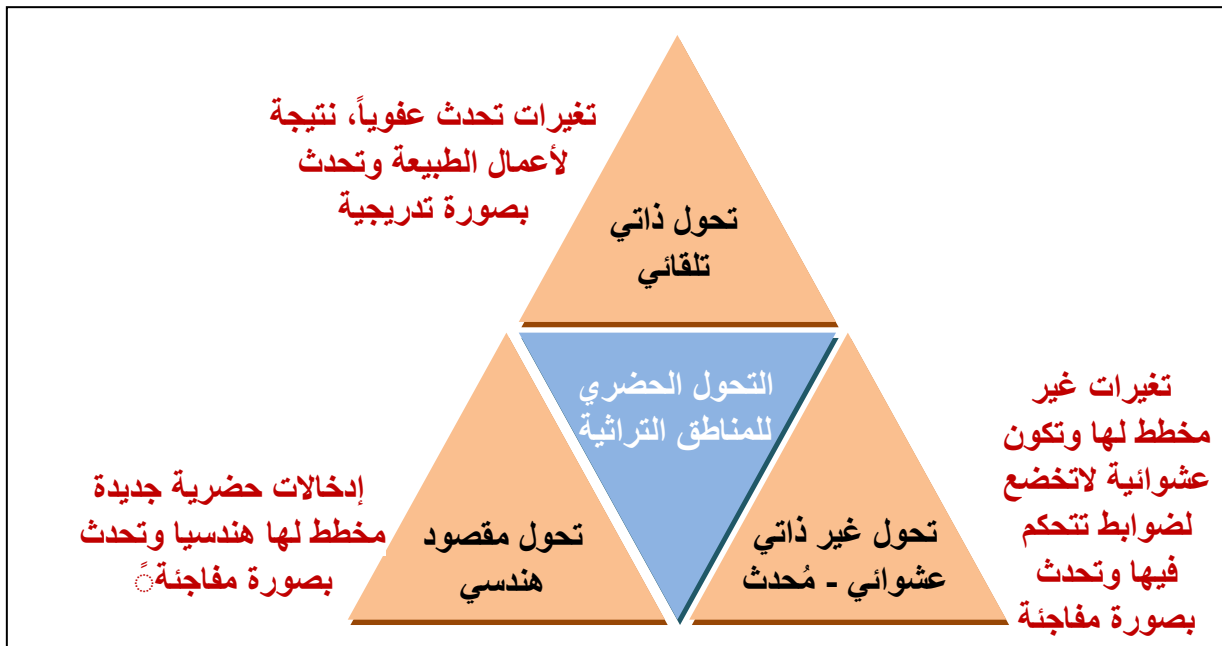 تغيرات تحدث عفوياً، نتيجة
لأعمال الطبيعة وتحدث
بصورة تدريجية
تحول ذاتي
تلقائي
التحول الحضري
للمناطق التراثية
تغيرات غير
مخطط لها وتكون
عشوائية لاتخضع
لضوابط تتحكم
فيها وتحدث
بصورة مفاجئة
تحول غير ذاتي
عشوائي - مُحدث
تحول مقصود
هندسي
إدخالات حضرية جديدة
مخطط لها هندسيا وتحدث
بصورة مفاجئةً